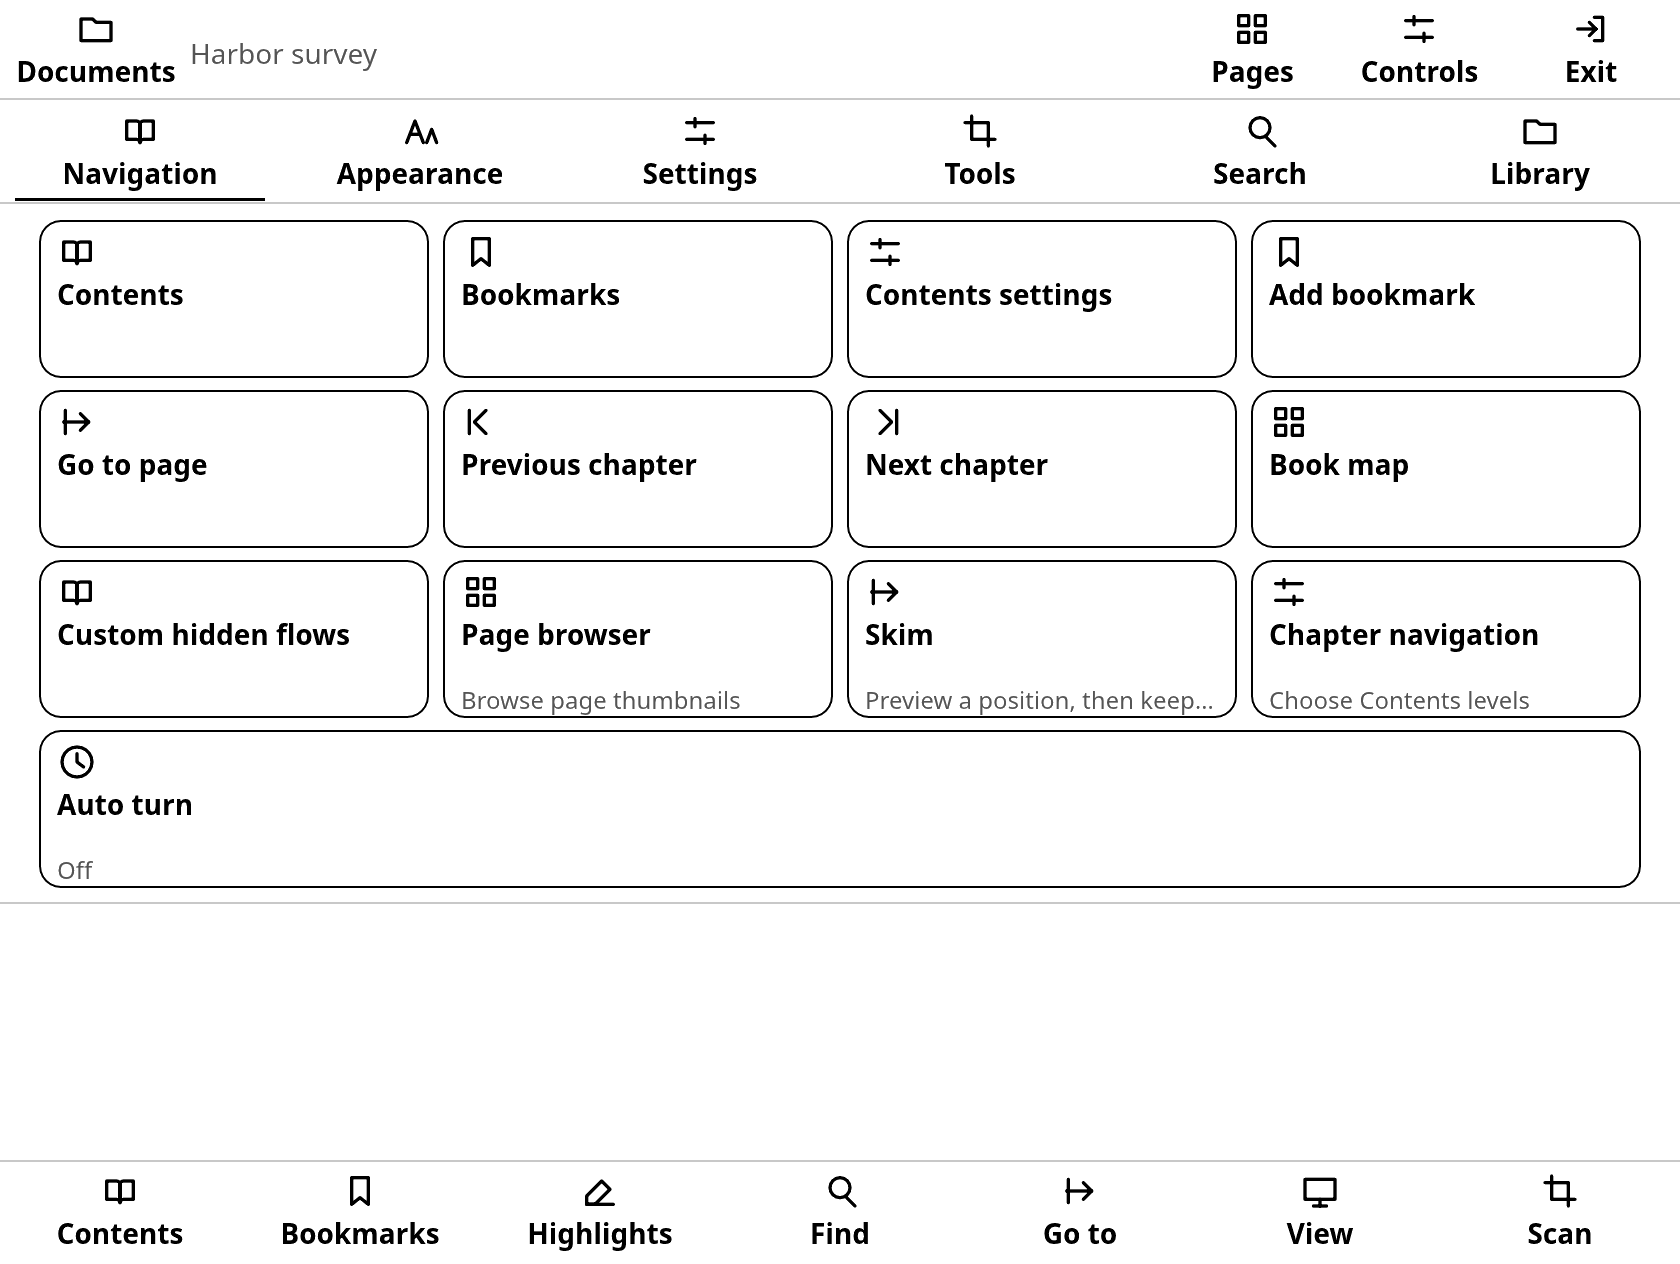 Documents
Harbor survey
Pages
Controls
Exit
Navigation
Appearance
Settings
Tools
Search
Library
Contents
Bookmarks
Contents settings
Add bookmark
Go to page
Previous chapter
Next chapter
Book map
Custom hidden flows
Page browser
Browse page thumbnails
Skim
Preview a position, then keep...
Chapter navigation
Choose Contents levels
Auto turn
Off
Contents
Bookmarks
Highlights
Find
Go to
View
Scan